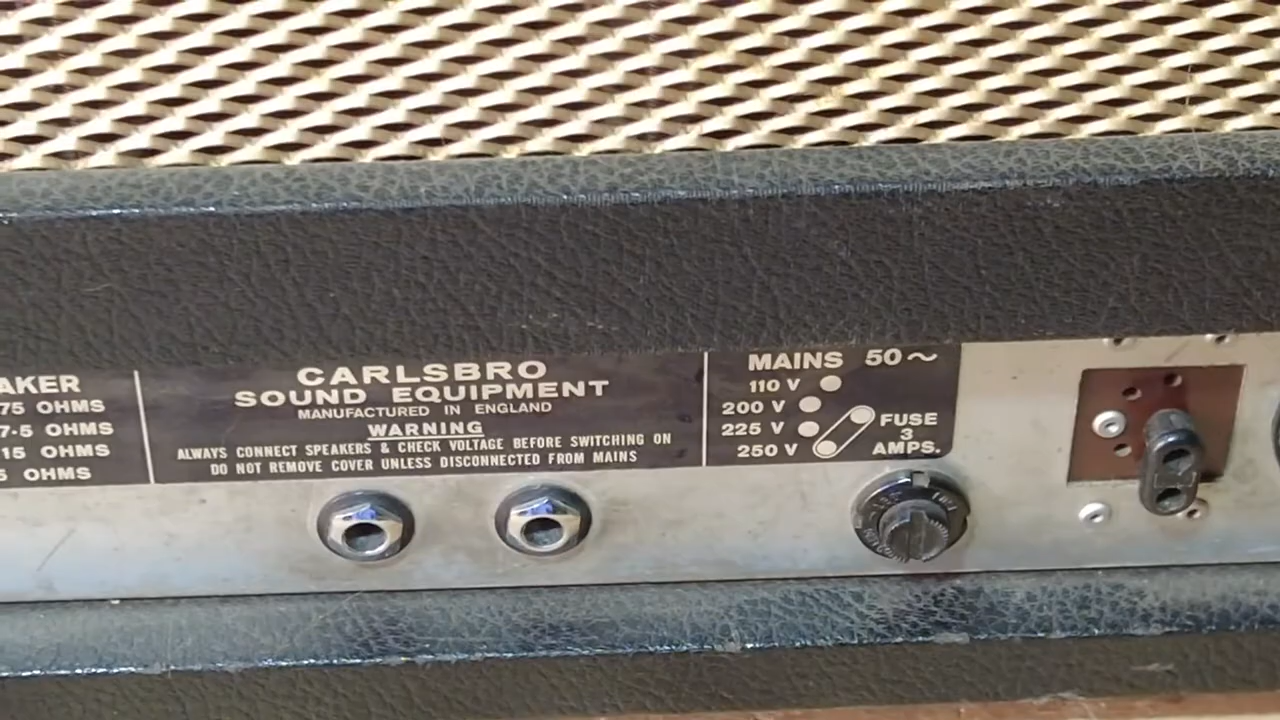 AKER
75 OHMS
7·5 OHMS
15 OHMS
5 OHMS
CARLSBRO
SOUND EQUIPMENT
MANUFACTURED IN ENGLAND
WARNING
ALWAYS CONNECT SPEAKERS & CHECK VOLTAGE BEFORE SWITCHING ON
DO NOT REMOVE COVER UNLESS DISCONNECTED FROM MAINS
MAINS 50~
110 V
200 V
225 V
250 V
FUSE
3
AMPS.